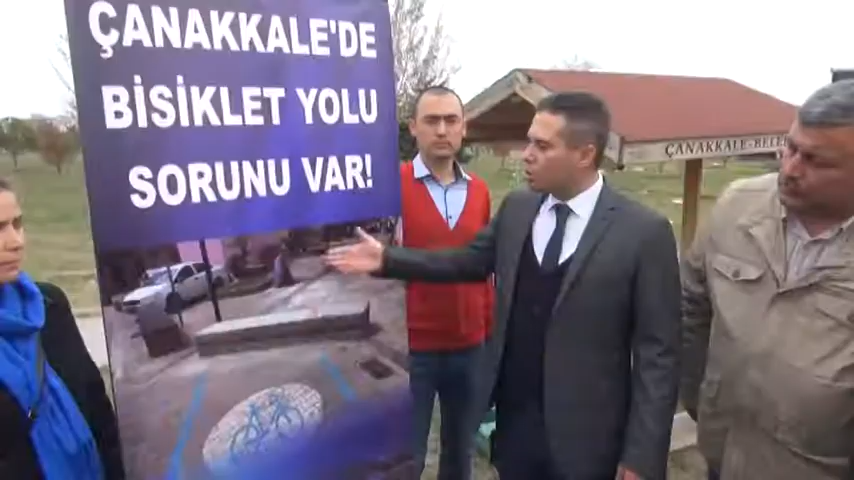 ÇANAKKALE'DE
BİSİKLET YOLU
SORUNU VAR!
ÇANAKKALE BELE